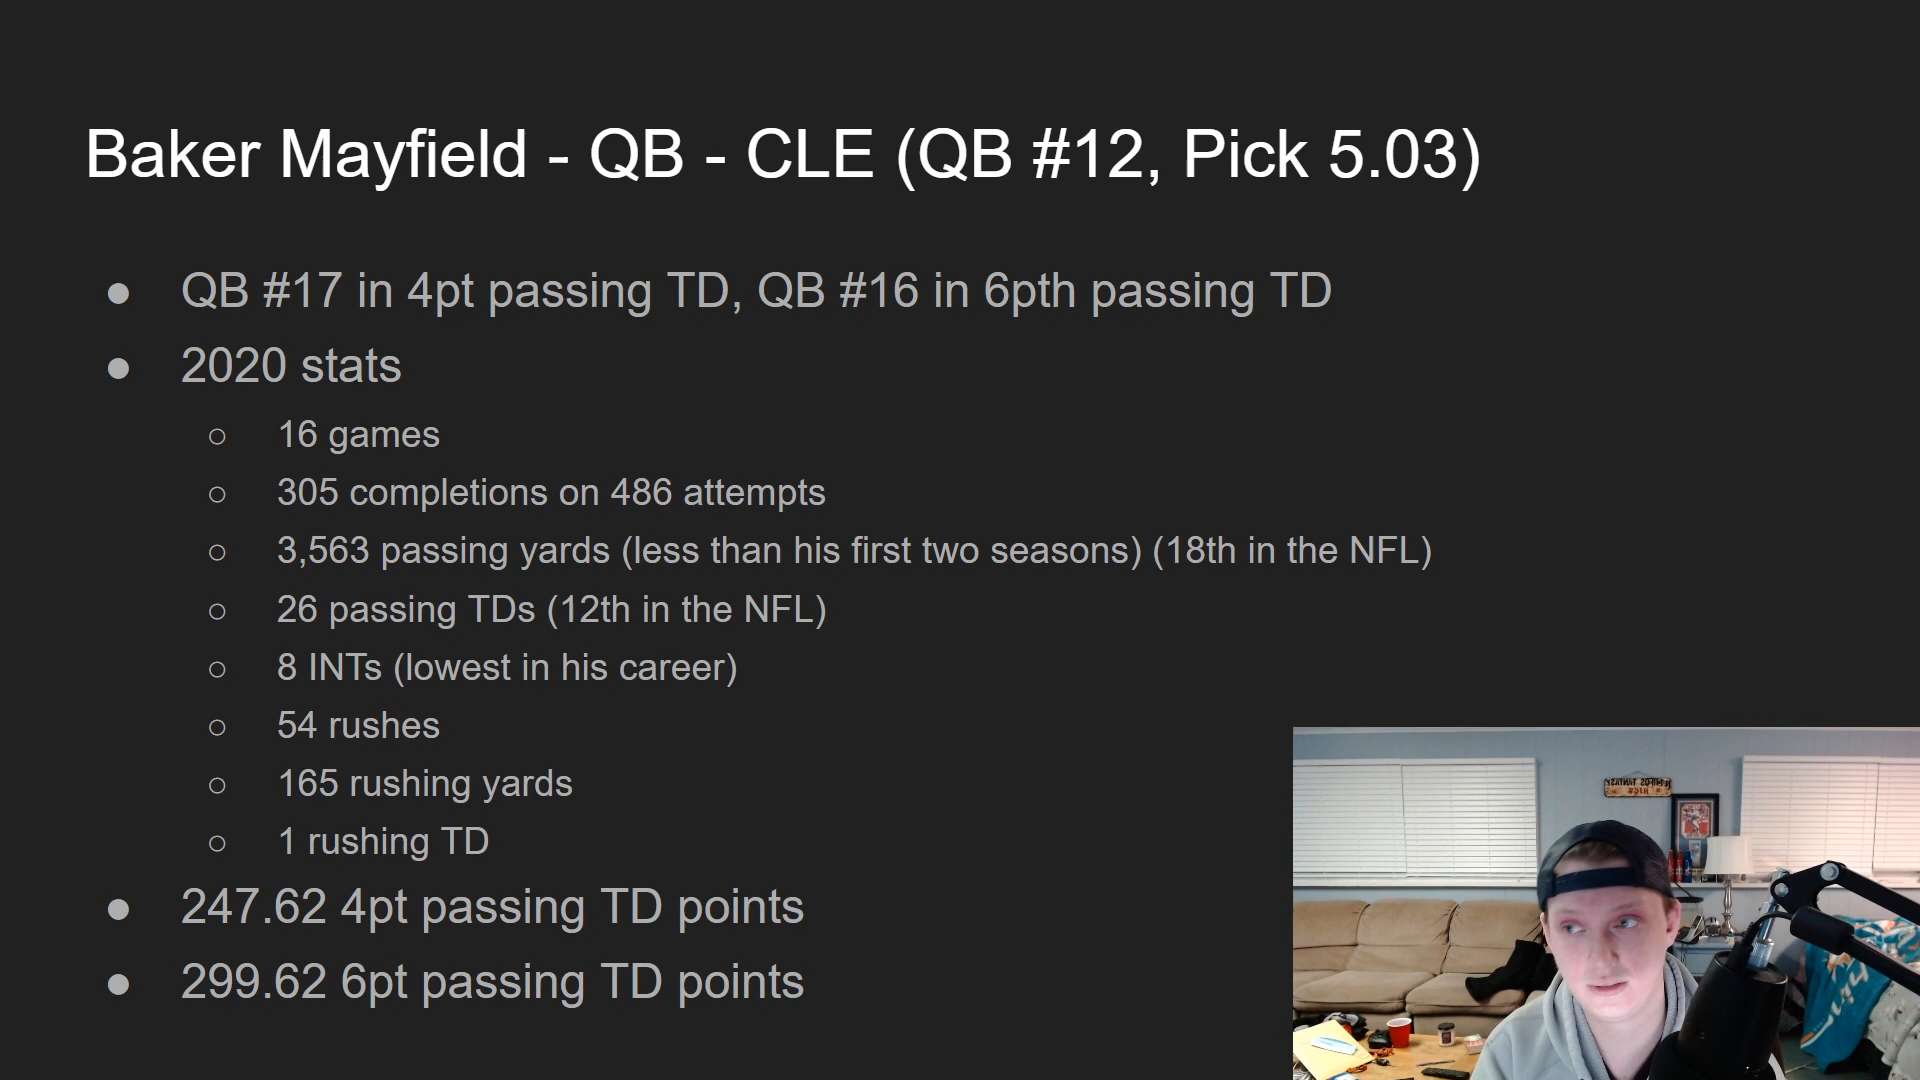 Baker Mayfield - QB - CLE (QB #12, Pick 5.03)
● QB #17 in 4pt passing TD, QB #16 in 6pth passing TD
● 2020 stats
○ 16 games
○ 305 completions on 486 attempts
○ 3,563 passing yards (less than his first two seasons) (18th in the NFL)
○ 26 passing TDs (12th in the NFL)
○ 8 INTs (lowest in his career)
○ 54 rushes
○ 165 rushing yards
○ 1 rushing TD
● 247.62 4pt passing TD points
● 299.62 6pt passing TD points